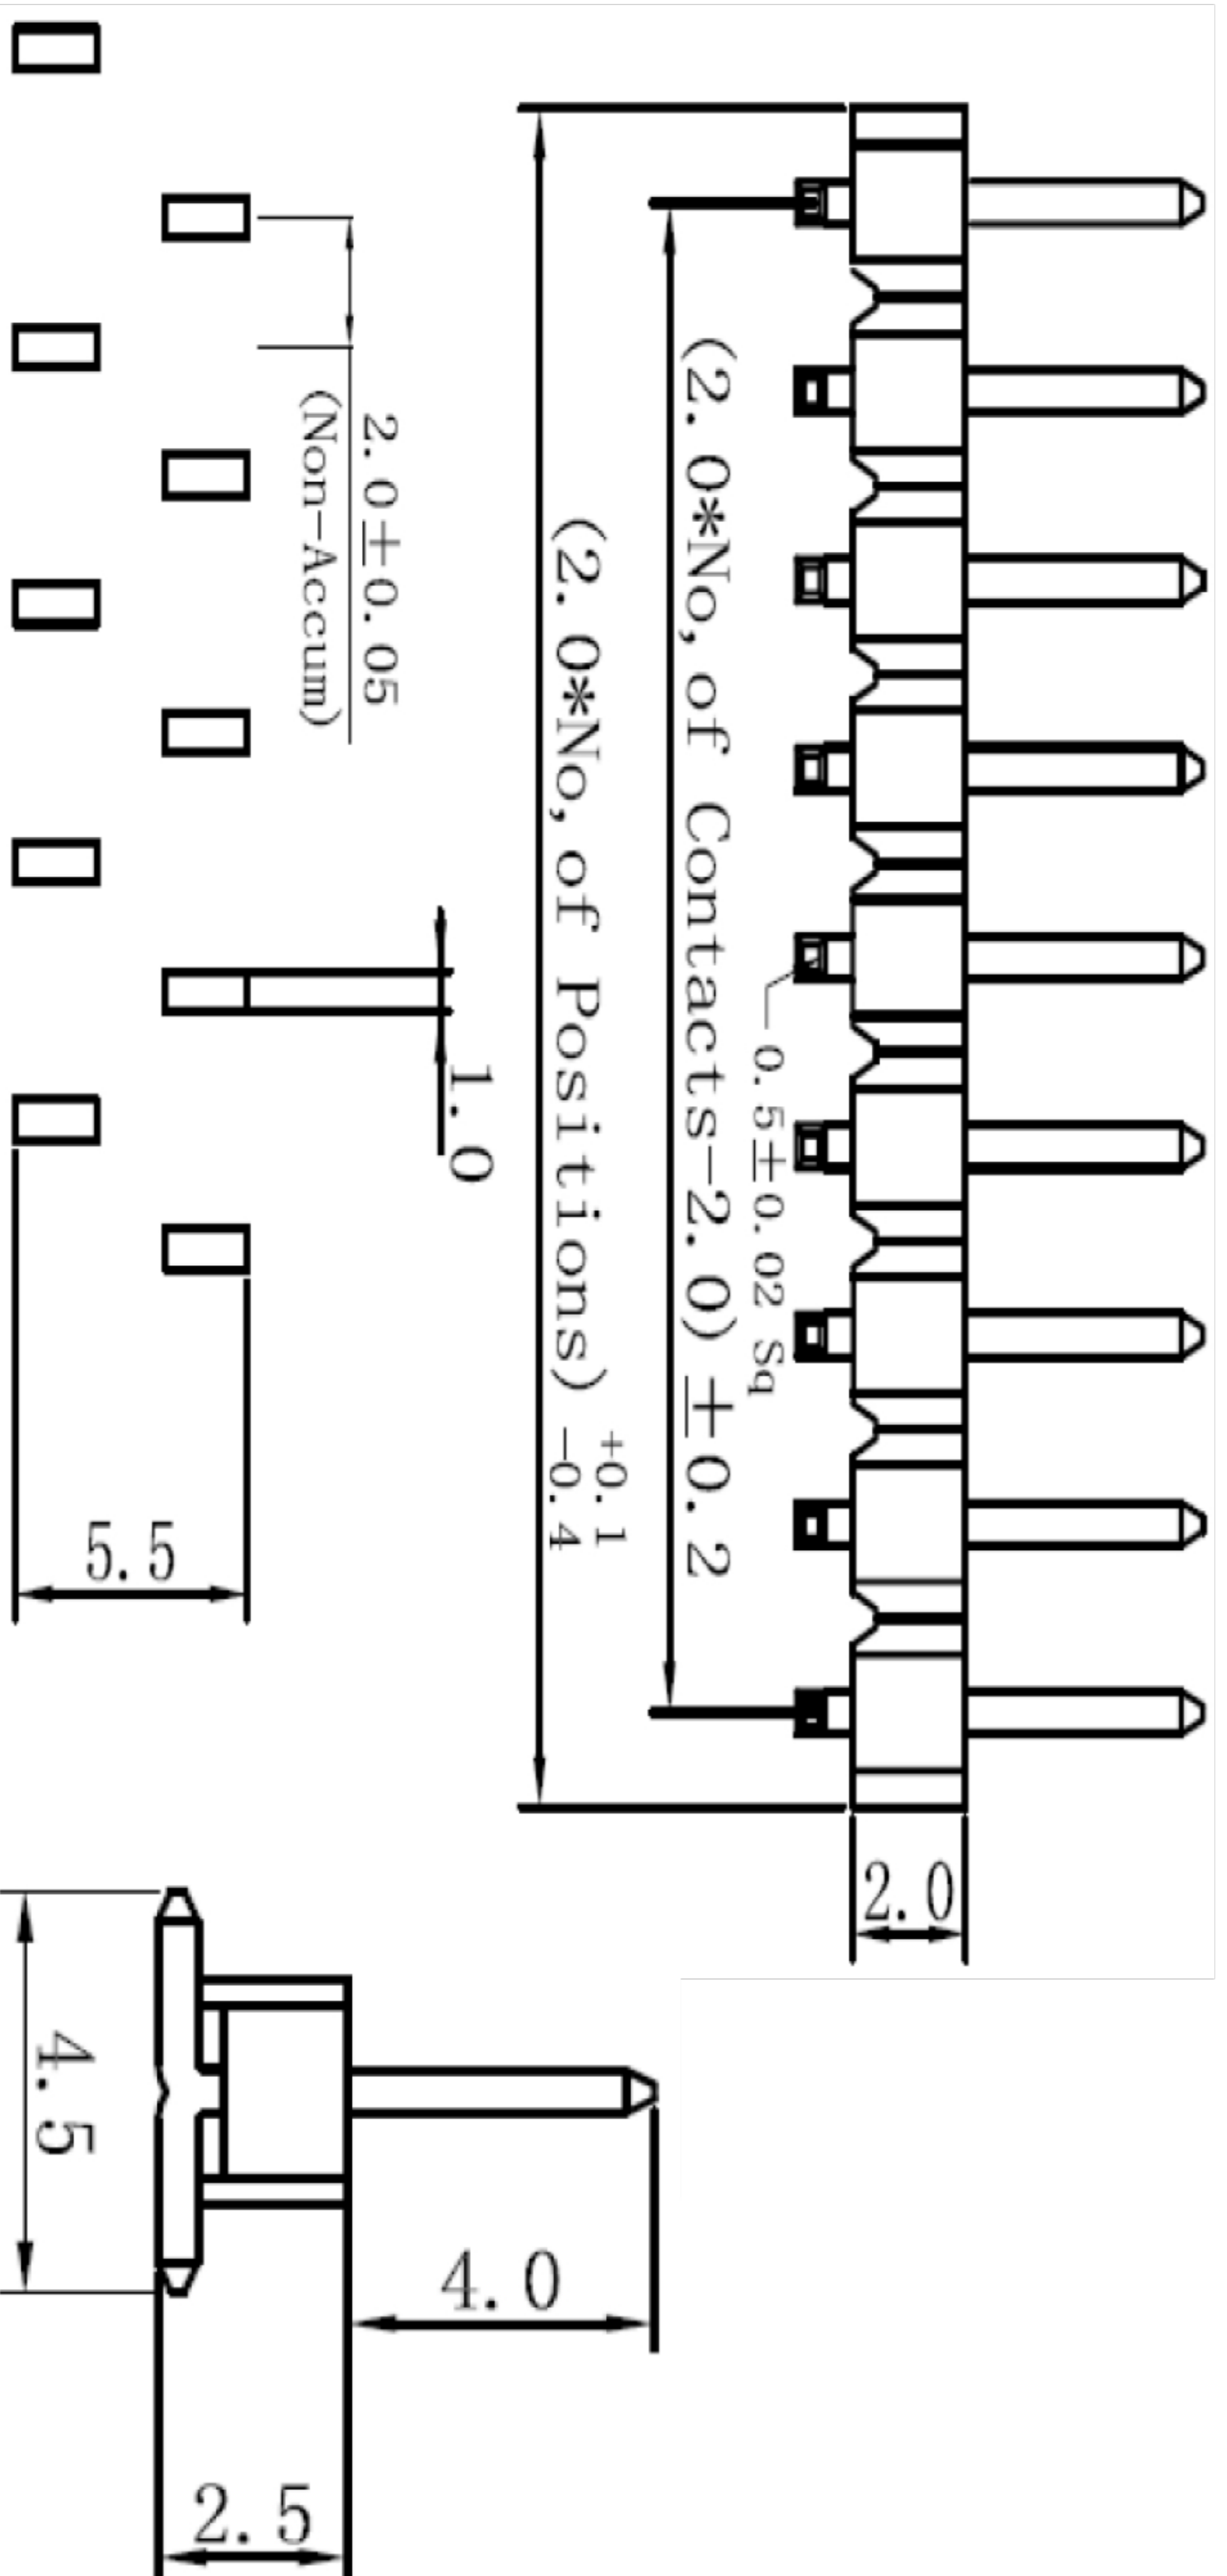 2.0±0.05
(Non-Accum)
1.0
5.5
(2.0*No,of Positions) +0.1
-0.4
(2.0*No,of Contacts-2.0)±0.2
0.5±0.02 Sq
2.0
4.5
4.0
2.5